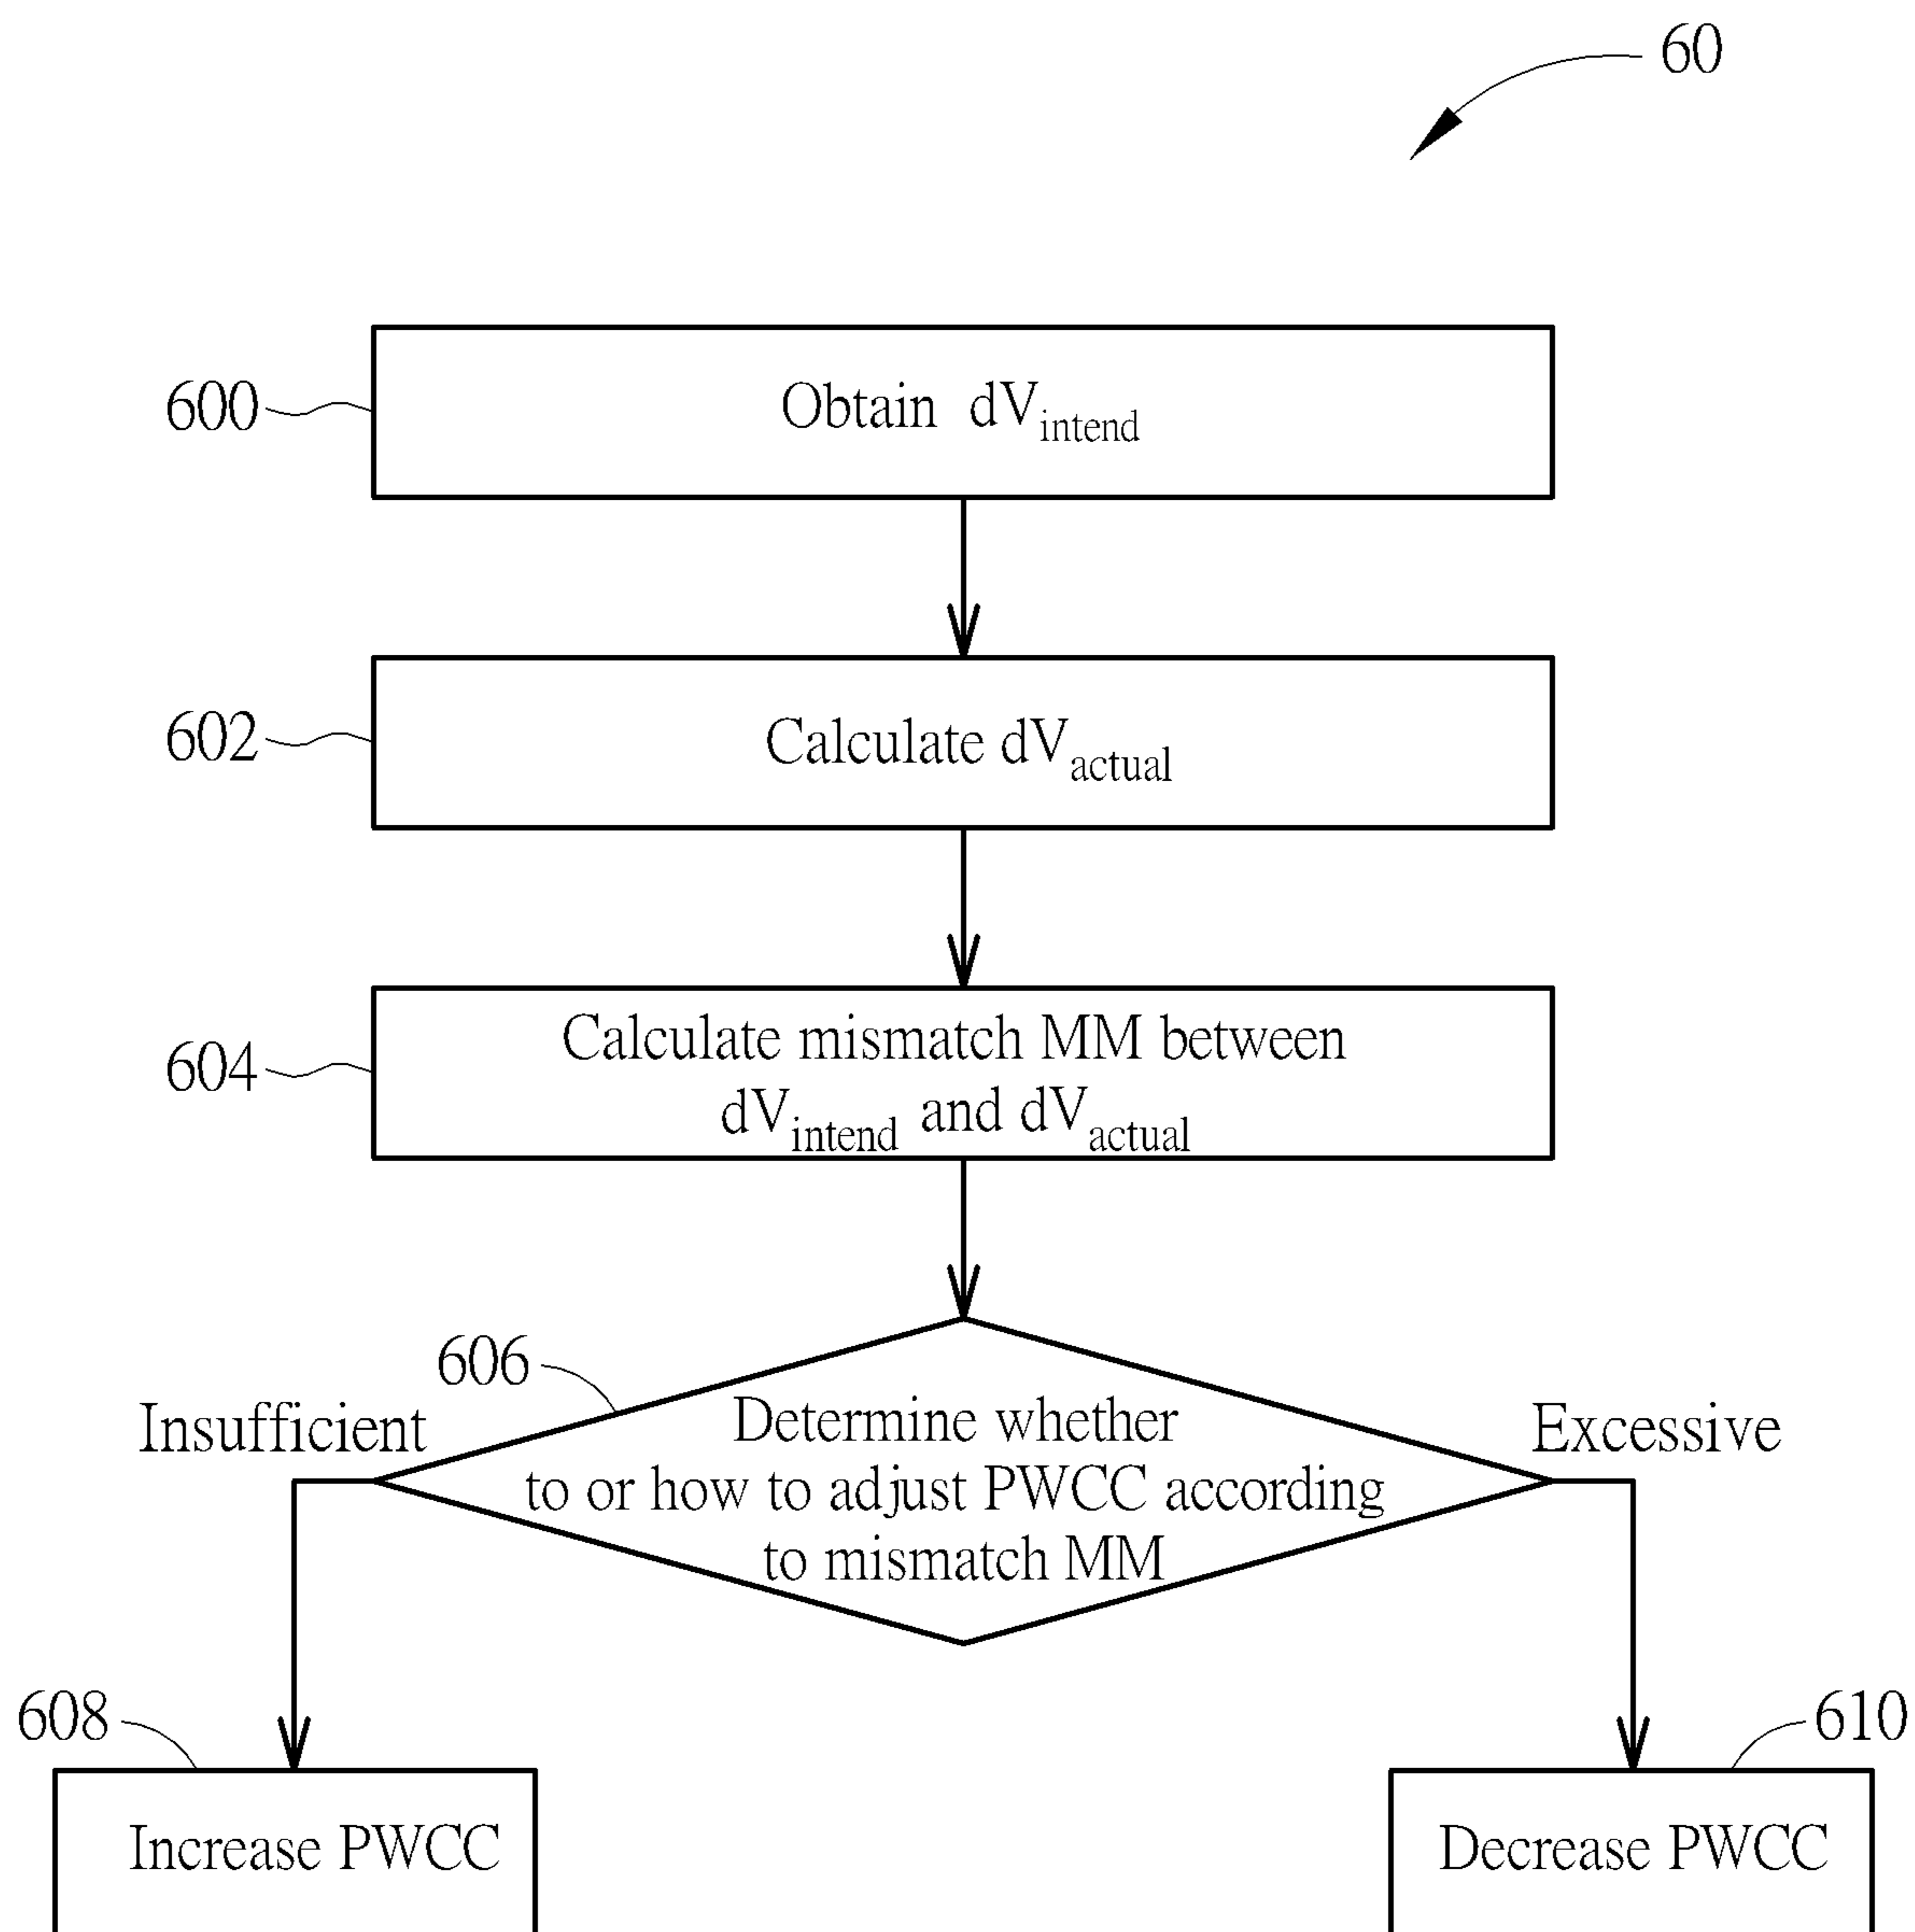 60
600
Obtain dVintend
602
Calculate dVactual
604
Calculate mismatch MM between
dVintend and dVactual
606
Insufficient
Excessive
Determine whether
to or how to adjust PWCC according
to mismatch MM
608
610
Increase PWCC
Decrease PWCC